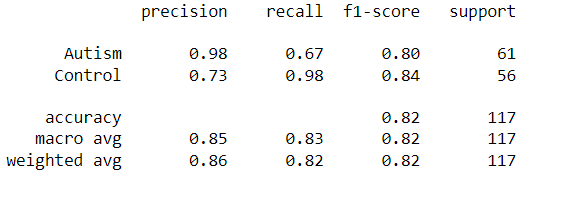 precision recall f1-score support
Autism 0.98 0.67 0.80 61
Control 0.73 0.98 0.84 56
accuracy 0.82 117
macro avg 0.85 0.83 0.82 117
weighted avg 0.86 0.82 0.82 117